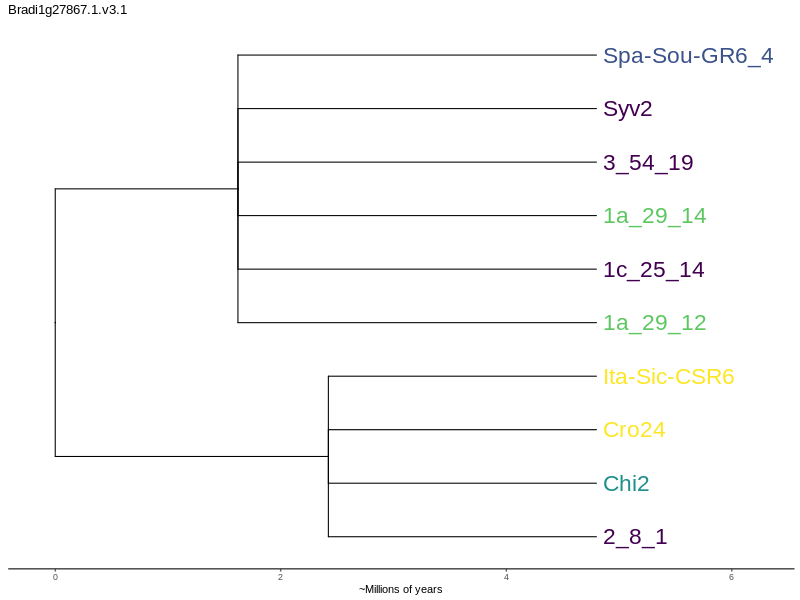 Bradi1g27867.1.v3.1
Spa-Sou-GR6_4
Syv2
3_54_19
1a_29_14
1c_25_14
1a_29_12
Ita-Sic-CSR6
Cro24
Chi2
2_8_1
0 2 4 6
~Millions of years